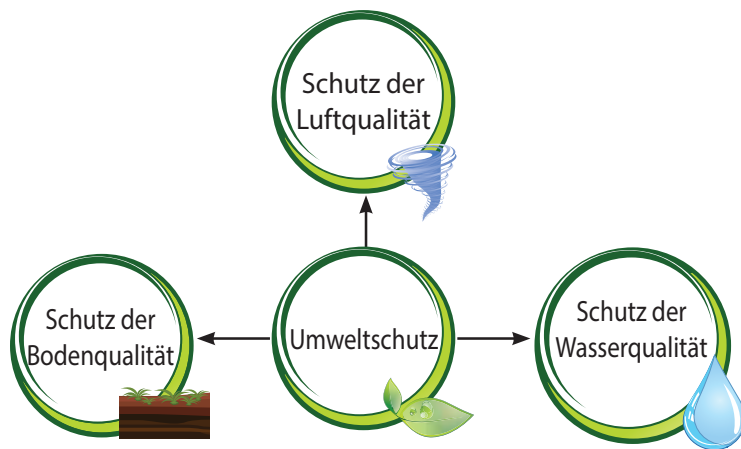 Schutz der
Luftqualität
Schutz der
Bodenqualität
Umweltschutz
Schutz der
Wasserqualität